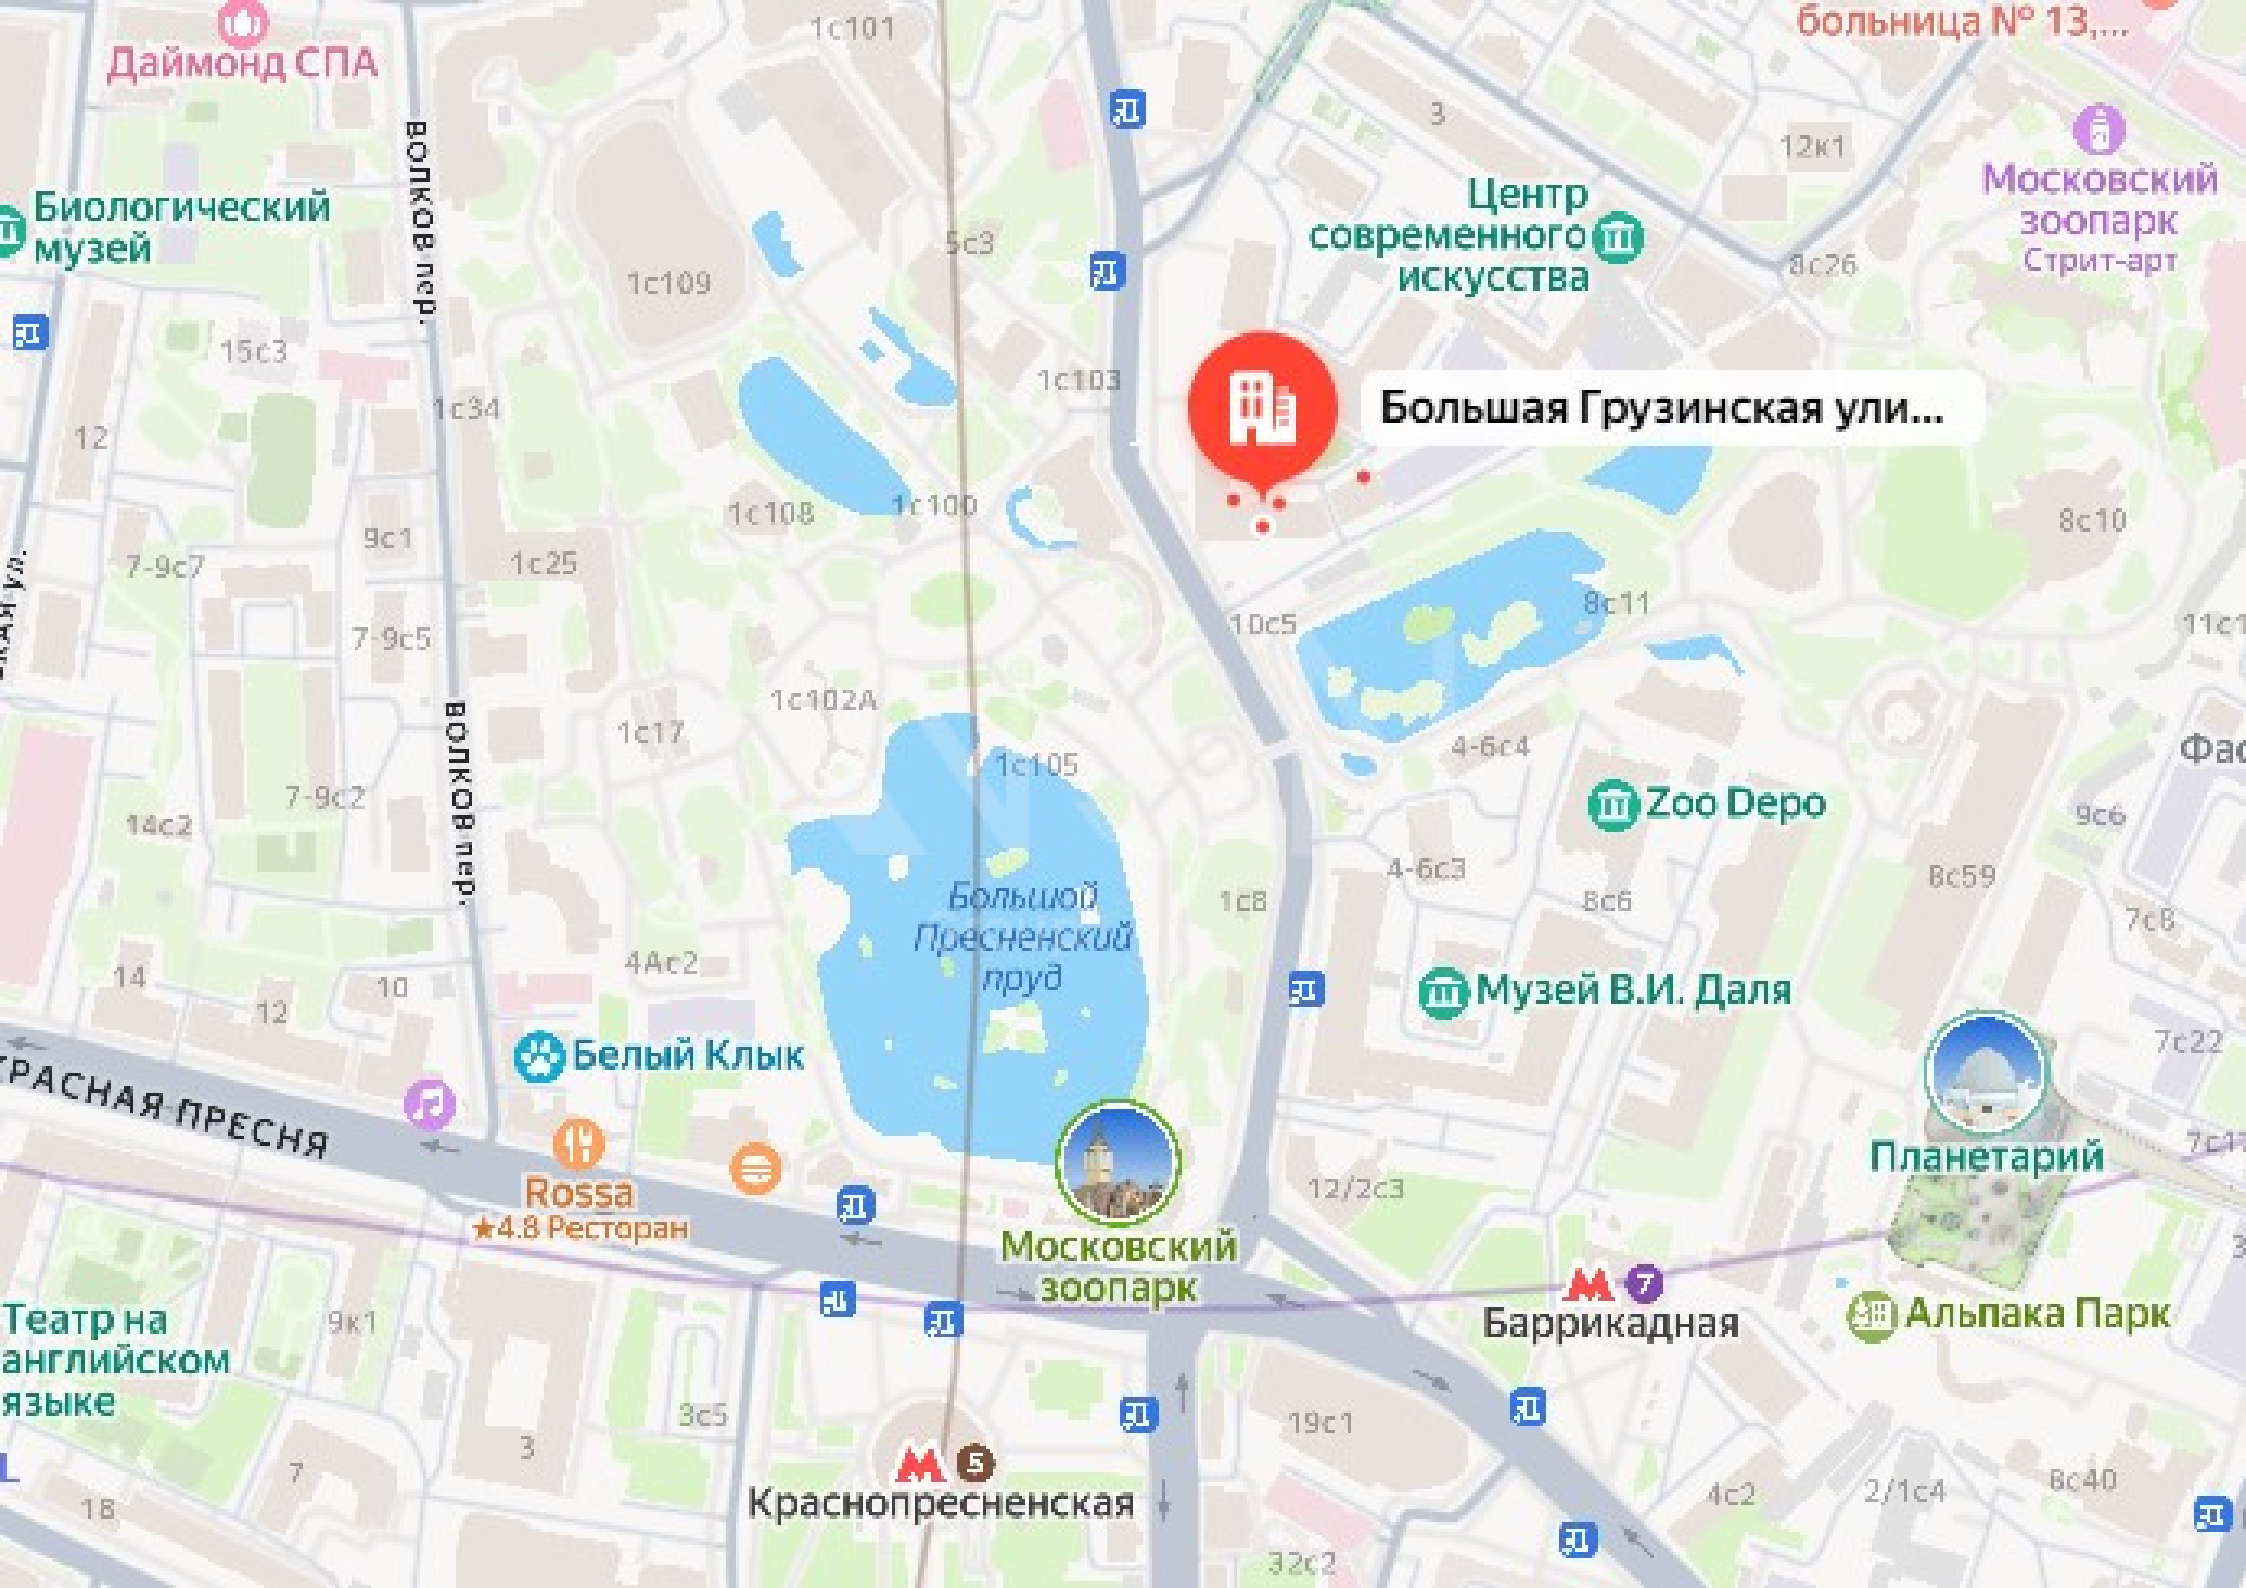 1с101
больница № 13,...
Даймонд СПА
3
12к1
Московский
зоопарк
Стрит-арт
ВОЛКОВ пер.
Биологический
музей
Центр
современного
искусства
5с3
1с109
8с26
15с3
1с103
1с34
Большая Грузинская ули...
12
1с108
1с100
8с10
9с1
7-9с7
1с25
8с11
10с5
7-9с5
1с102А
1с17
ВОЛКОВ пер.
4-6с4
1с105
7-9с2
14с2
Zoo Depo
9с6
4-6с3
8с59
Большой
Пресненский
пруд
1с8
8с6
7с8
4Ас2
14
10
12
Музей В.И. Даля
7с22
Белый Клык
КРАСНАЯ ПРЕСНЯ
Планетарий
Rossa
★4.8 Ресторан
12/2с3
Московский
зоопарк
7
Баррикадная
Альпака Парк
Театр на
английском
языке
9к1
3с5
19с1
3
7
5
Краснопресненская
18
4с2
2/1с4
8с40
32с2